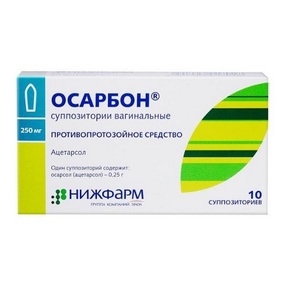 ОСАРБОН®
суппозитории вагинальные
250 мг
ПРОТИВОПРОТОЗОЙНОЕ СРЕДСТВО
Ацетарсол
Один суппозиторий содержит:
осарсол (ацетарсол) – 0,25 г
НИЖФАРМ
ГРУППА КОМПАНИЙ ШТАДА
10
СУППОЗИТОРИЕВ